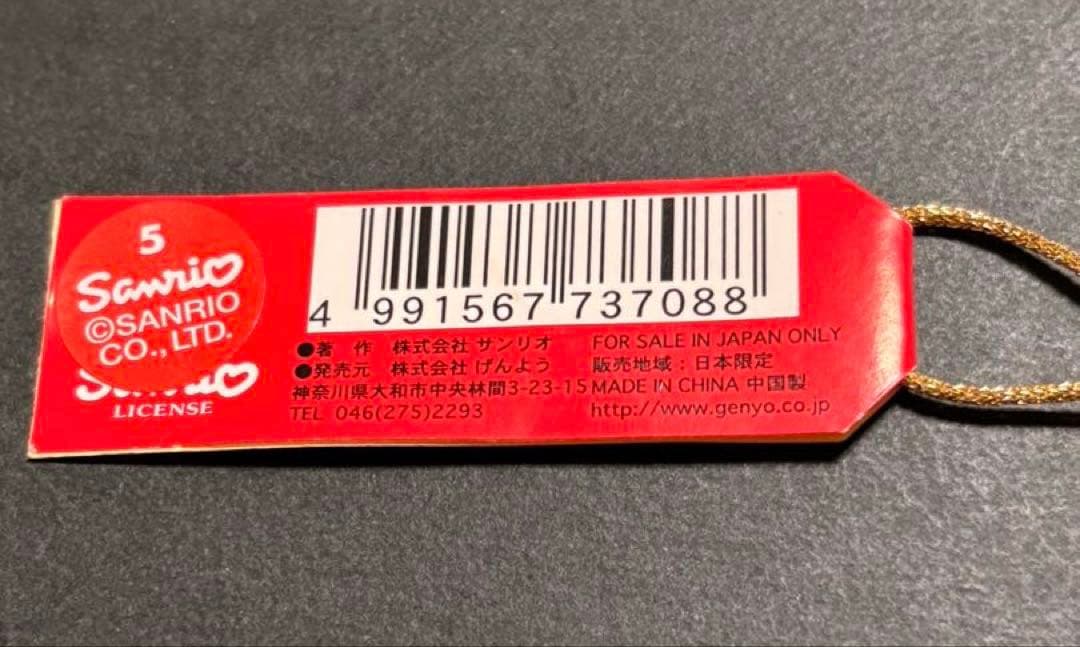 5
Sanrio
©SANRIO
CO., LTD.
LICENSE
4 991567 737088
●著 作 株式会社 サンリオ
●発売元 株式会社 げんよう
神奈川県大和市中央林間3-23-15
TEL 046(275)2293
FOR SALE IN JAPAN ONLY
販売地域:日本限定
MADE IN CHINA 中国製
http://www.genyo.co.jp